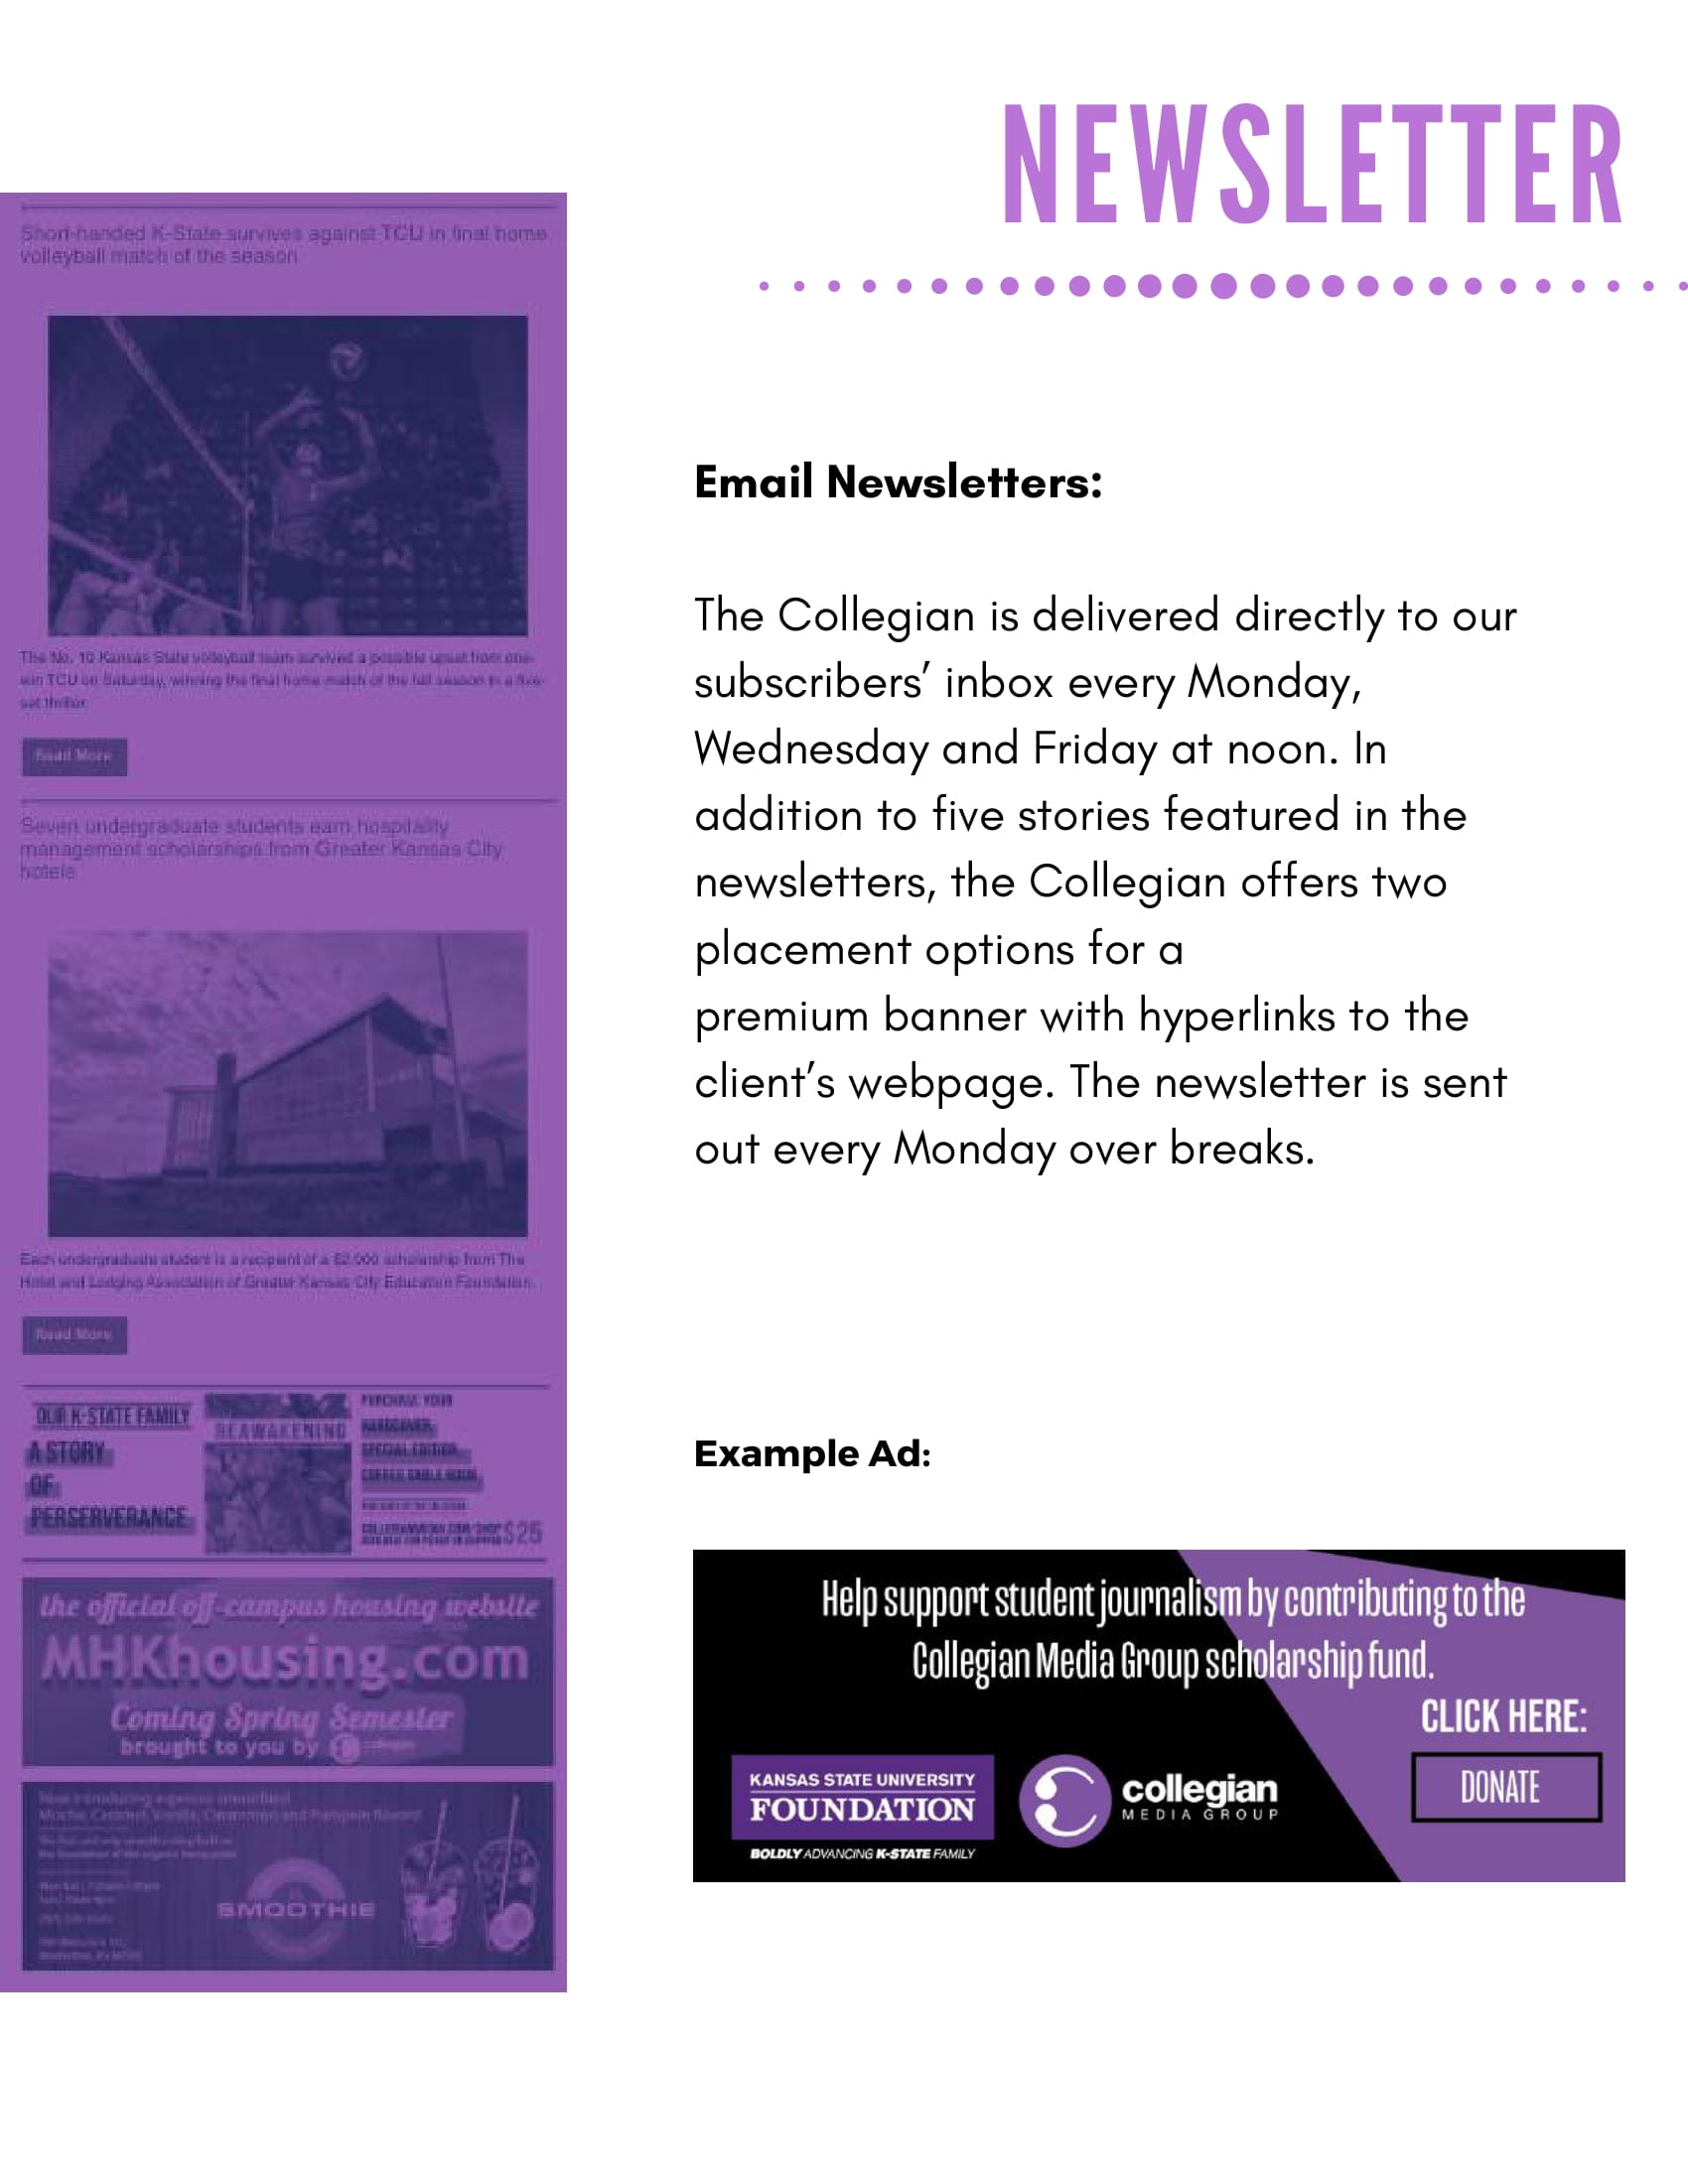 NEWSLETTER
Short-handed K-State survives against TCU in final home
volleyball match of the season
The No. 10 Kansas State volleyball team survived a possible upset from one-
win TCU on Saturday, winning the final home match of the fall season in a five-
set thriller.
Read More
Seven undergraduate students earn hospitality
management scholarships from Greater Kansas City
hotels
Each undergraduate student is a recipient of a $2,000 scholarship from The
Hotel and Lodging Association of Greater Kansas City Education Foundation.
Read More
OUR K-STATE FAMILY
A STORY
OF
PERSERVERANCE
REAWAKENING
PURCHASE YOUR
HARDCOVER
SPECIAL EDITION
COFFEE TABLE BOOK
$25
the official off-campus housing website
MHKhousing.com
Coming Spring Semester
brought to you by
SMOOTHIE
Email Newsletters:
The Collegian is delivered directly to our
subscribers’ inbox every Monday,
Wednesday and Friday at noon. In
addition to five stories featured in the
newsletters, the Collegian offers two
placement options for a
premium banner with hyperlinks to the
client’s webpage. The newsletter is sent
out every Monday over breaks.
Example Ad:
Help support student journalism by contributing to the
Collegian Media Group scholarship fund.
CLICK HERE:
DONATE
KANSAS STATE UNIVERSITY
FOUNDATION
BOLDLY ADVANCING K-STATE FAMILY
collegian
MEDIA GROUP